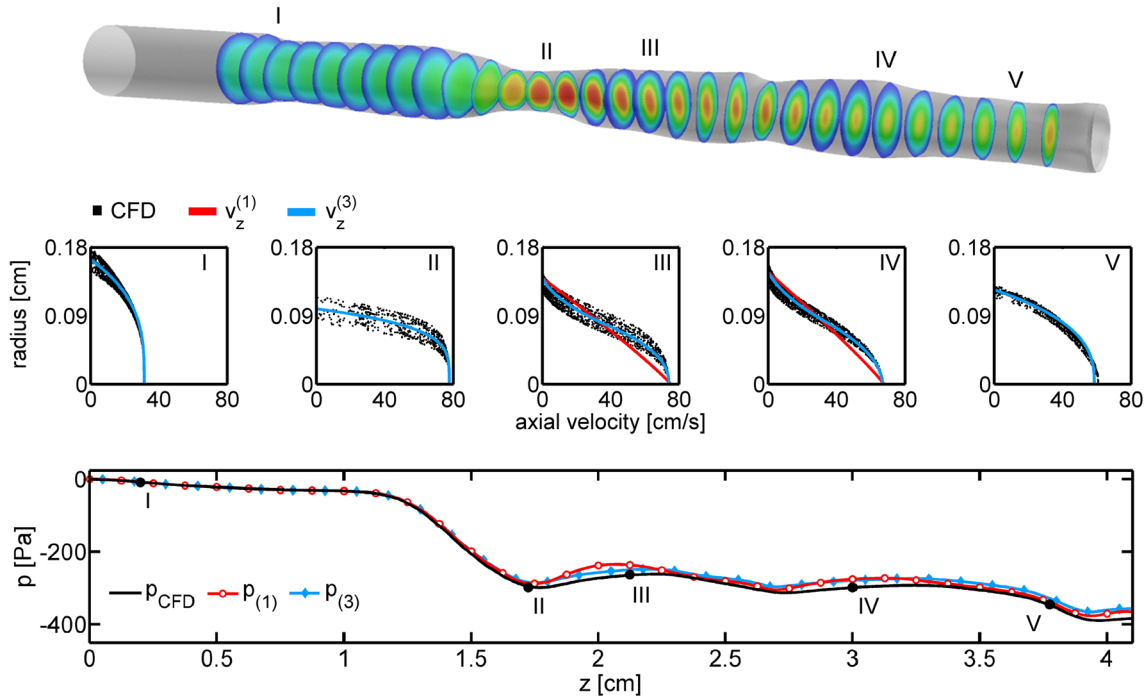 I
II
III
IV
V
CFD v_z^(1) v_z^(3)
radius [cm]
0.18 0.09 0
0 40 80
I
0.18 0.09 0
0 40 80
II
0.18 0.09 0
0 40 80
III
0.18 0.09 0
0 40 80
IV
0.18 0.09 0
0 40 80
V
axial velocity [cm/s]
p [Pa]
0
-200
-400
I
II
III
IV
V
p_CFD p_(1) p_(3)
0 0.5 1 1.5 2 2.5 3 3.5 4
z [cm]